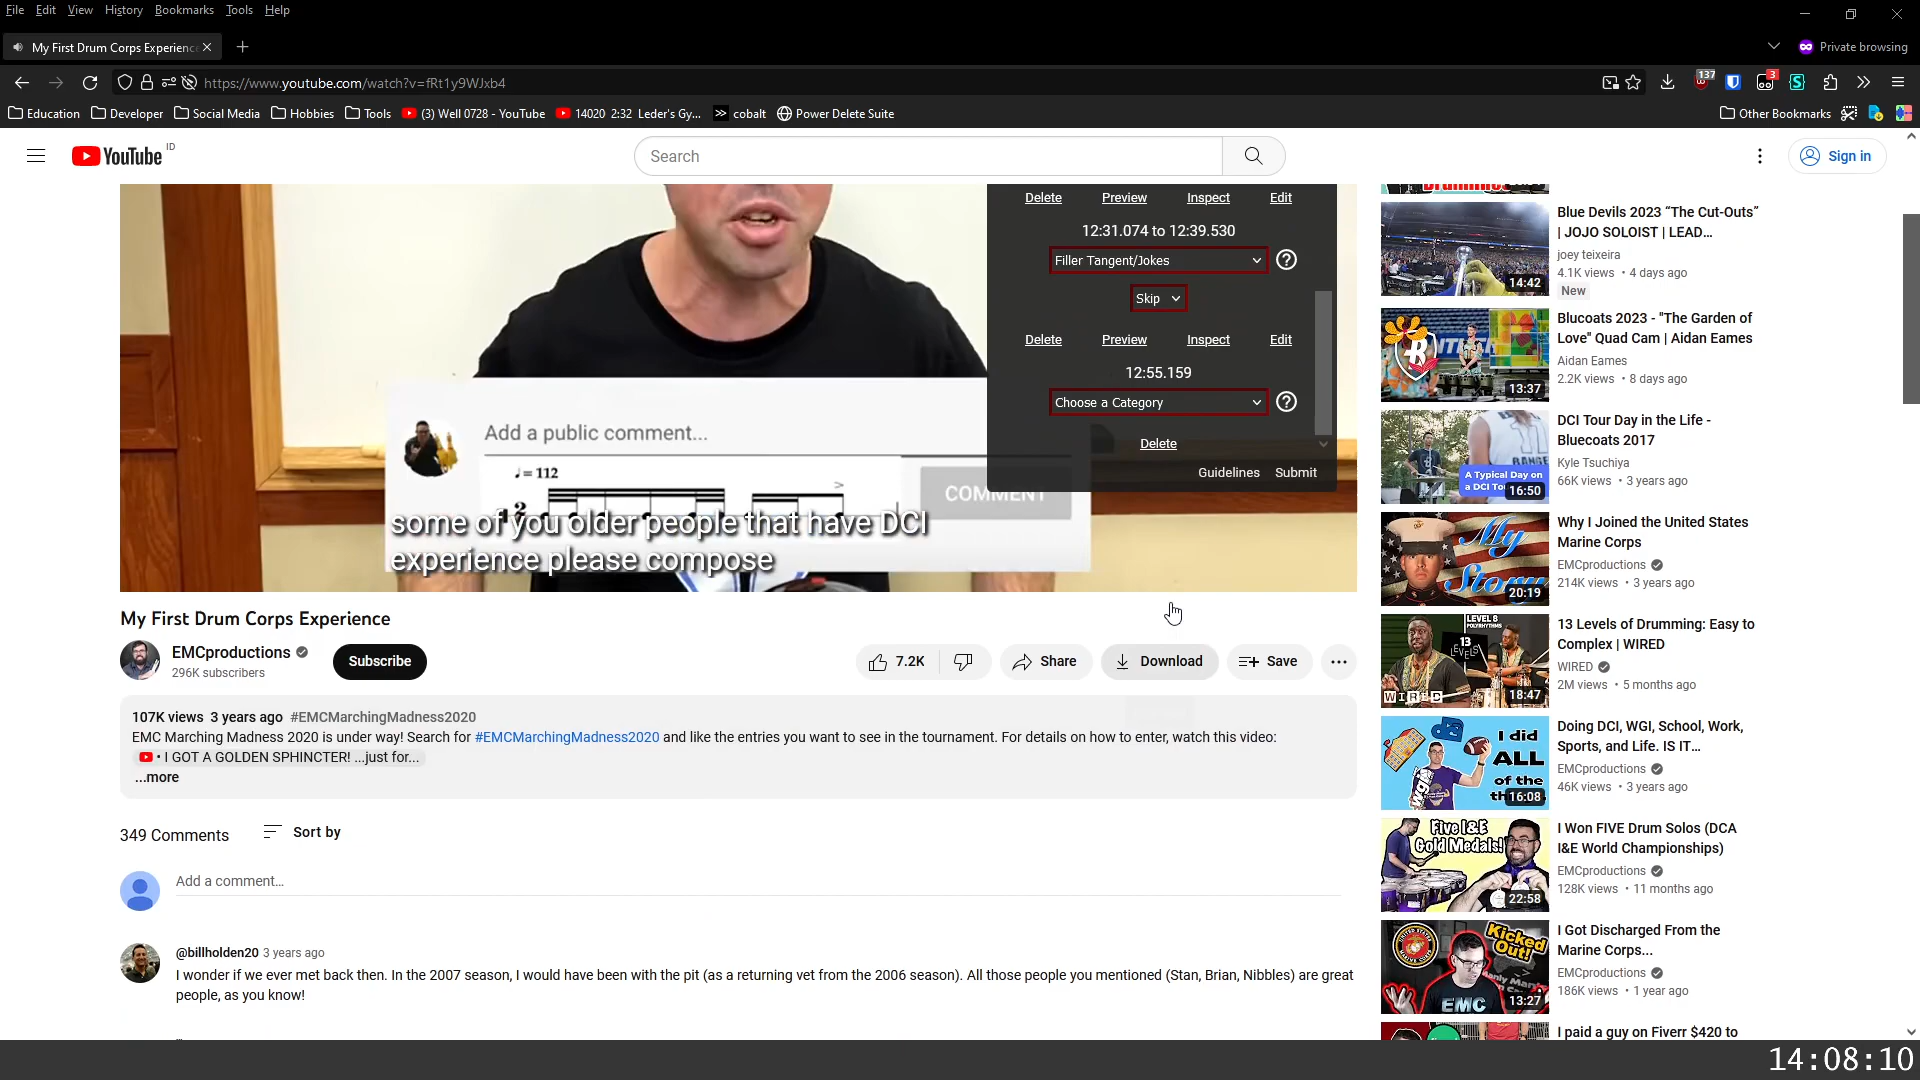 File Edit View History Bookmarks Tools Help
My First Drum Corps Experienc
Private browsing
https://www.youtube.com/watch?v=fRt1y9WJxb4
137
3
Education Developer Social Media Hobbies Tools (3) Well 0728 - YouTube 14020 2:32 Leder's Gy... cobalt Power Delete Suite
Other Bookmarks
YouTube ID
Search
Sign in
Delete Preview Inspect Edit
12:31.074 to 12:39.530
Filler Tangent/Jokes
Skip
Delete Preview Inspect Edit
12:55.159
Choose a Category
Delete
Guidelines Submit
Add a public comment...
♩= 112
COMMENT
some of you older people that have DCI
experience please compose
My First Drum Corps Experience
EMCproductions
296K subscribers
Subscribe
7.2K
Share
Download
Save
107K views 3 years ago #EMCMarchingMadness2020
EMC Marching Madness 2020 is under way! Search for #EMCMarchingMadness2020 and like the entries you want to see in the tournament. For details on how to enter, watch this video:
• I GOT A GOLDEN SPHINCTER! ...just for...
...more
349 Comments
Sort by
Add a comment...
@billholden20 3 years ago
I wonder if we ever met back then. In the 2007 season, I would have been with the pit (as a returning vet from the 2006 season). All those people you mentioned (Stan, Brian, Nibbles) are great
people, as you know!
14:42
Blue Devils 2023 “The Cut-Outs”
| JOJO SOLOIST | LEAD...
joey teixeira
4.1K views • 4 days ago
New
13:37
Blucoats 2023 - "The Garden of
Love" Quad Cam | Aidan Eames
Aidan Eames
2.2K views • 8 days ago
A Typical Day on
a DCI To
16:50
DCI Tour Day in the Life -
Bluecoats 2017
Kyle Tsuchiya
66K views • 3 years ago
My
Story
20:19
Why I Joined the United States
Marine Corps
EMCproductions
214K views • 3 years ago
LEVEL 8
POLYRHYTHMS
13
LEVELS
WIRED
18:47
13 Levels of Drumming: Easy to
Complex | WIRED
WIRED
2M views • 5 months ago
I did
ALL
of the
th
16:08
Doing DCI, WGI, School, Work,
Sports, and Life. IS IT...
EMCproductions
46K views • 3 years ago
Five I&E
Gold Medals!
22:58
I Won FIVE Drum Solos (DCA
I&E World Championships)
EMCproductions
128K views • 11 months ago
Kicked
Out!
EMC
13:27
I Got Discharged From the
Marine Corps...
EMCproductions
186K views • 1 year ago
I paid a guy on Fiverr $420 to
14:08:10